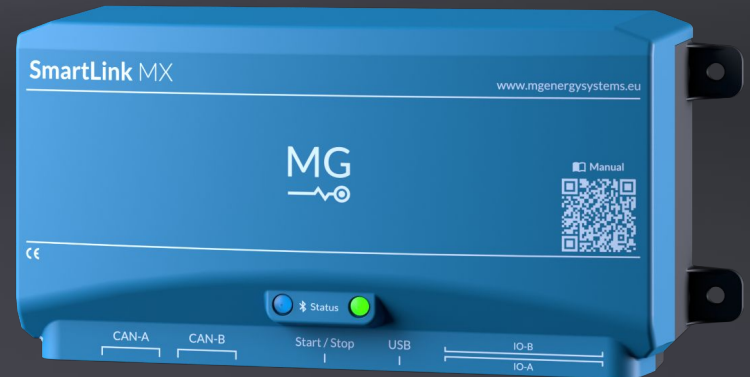 SmartLink MX
www.mgenergysystems.eu
MG
Manual
CE
Status
CAN-A
CAN-B
Start / Stop
USB
IO-B
IO-A